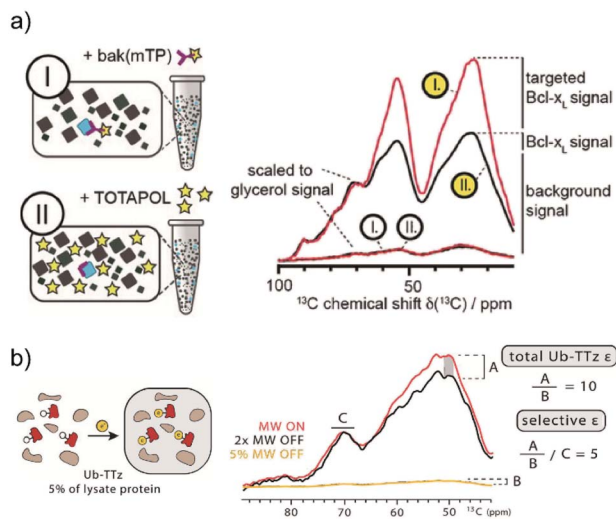 a)
I
+ bak(mTP)
II
+ TOTAPOL
I.
II.
I.
II.
scaled to
glycerol signal
targeted
Bcl-xL signal
Bcl-xL signal
background
signal
100
50
13C chemical shift δ(13C) / ppm
b)
Ub-TTz
5% of lysate protein
MW ON
2x MW OFF
5% MW OFF
C
A
B
80
70
60
50
13C (ppm)
total Ub-TTz ε
A
B
= 10
selective ε
A
B
/ C = 5